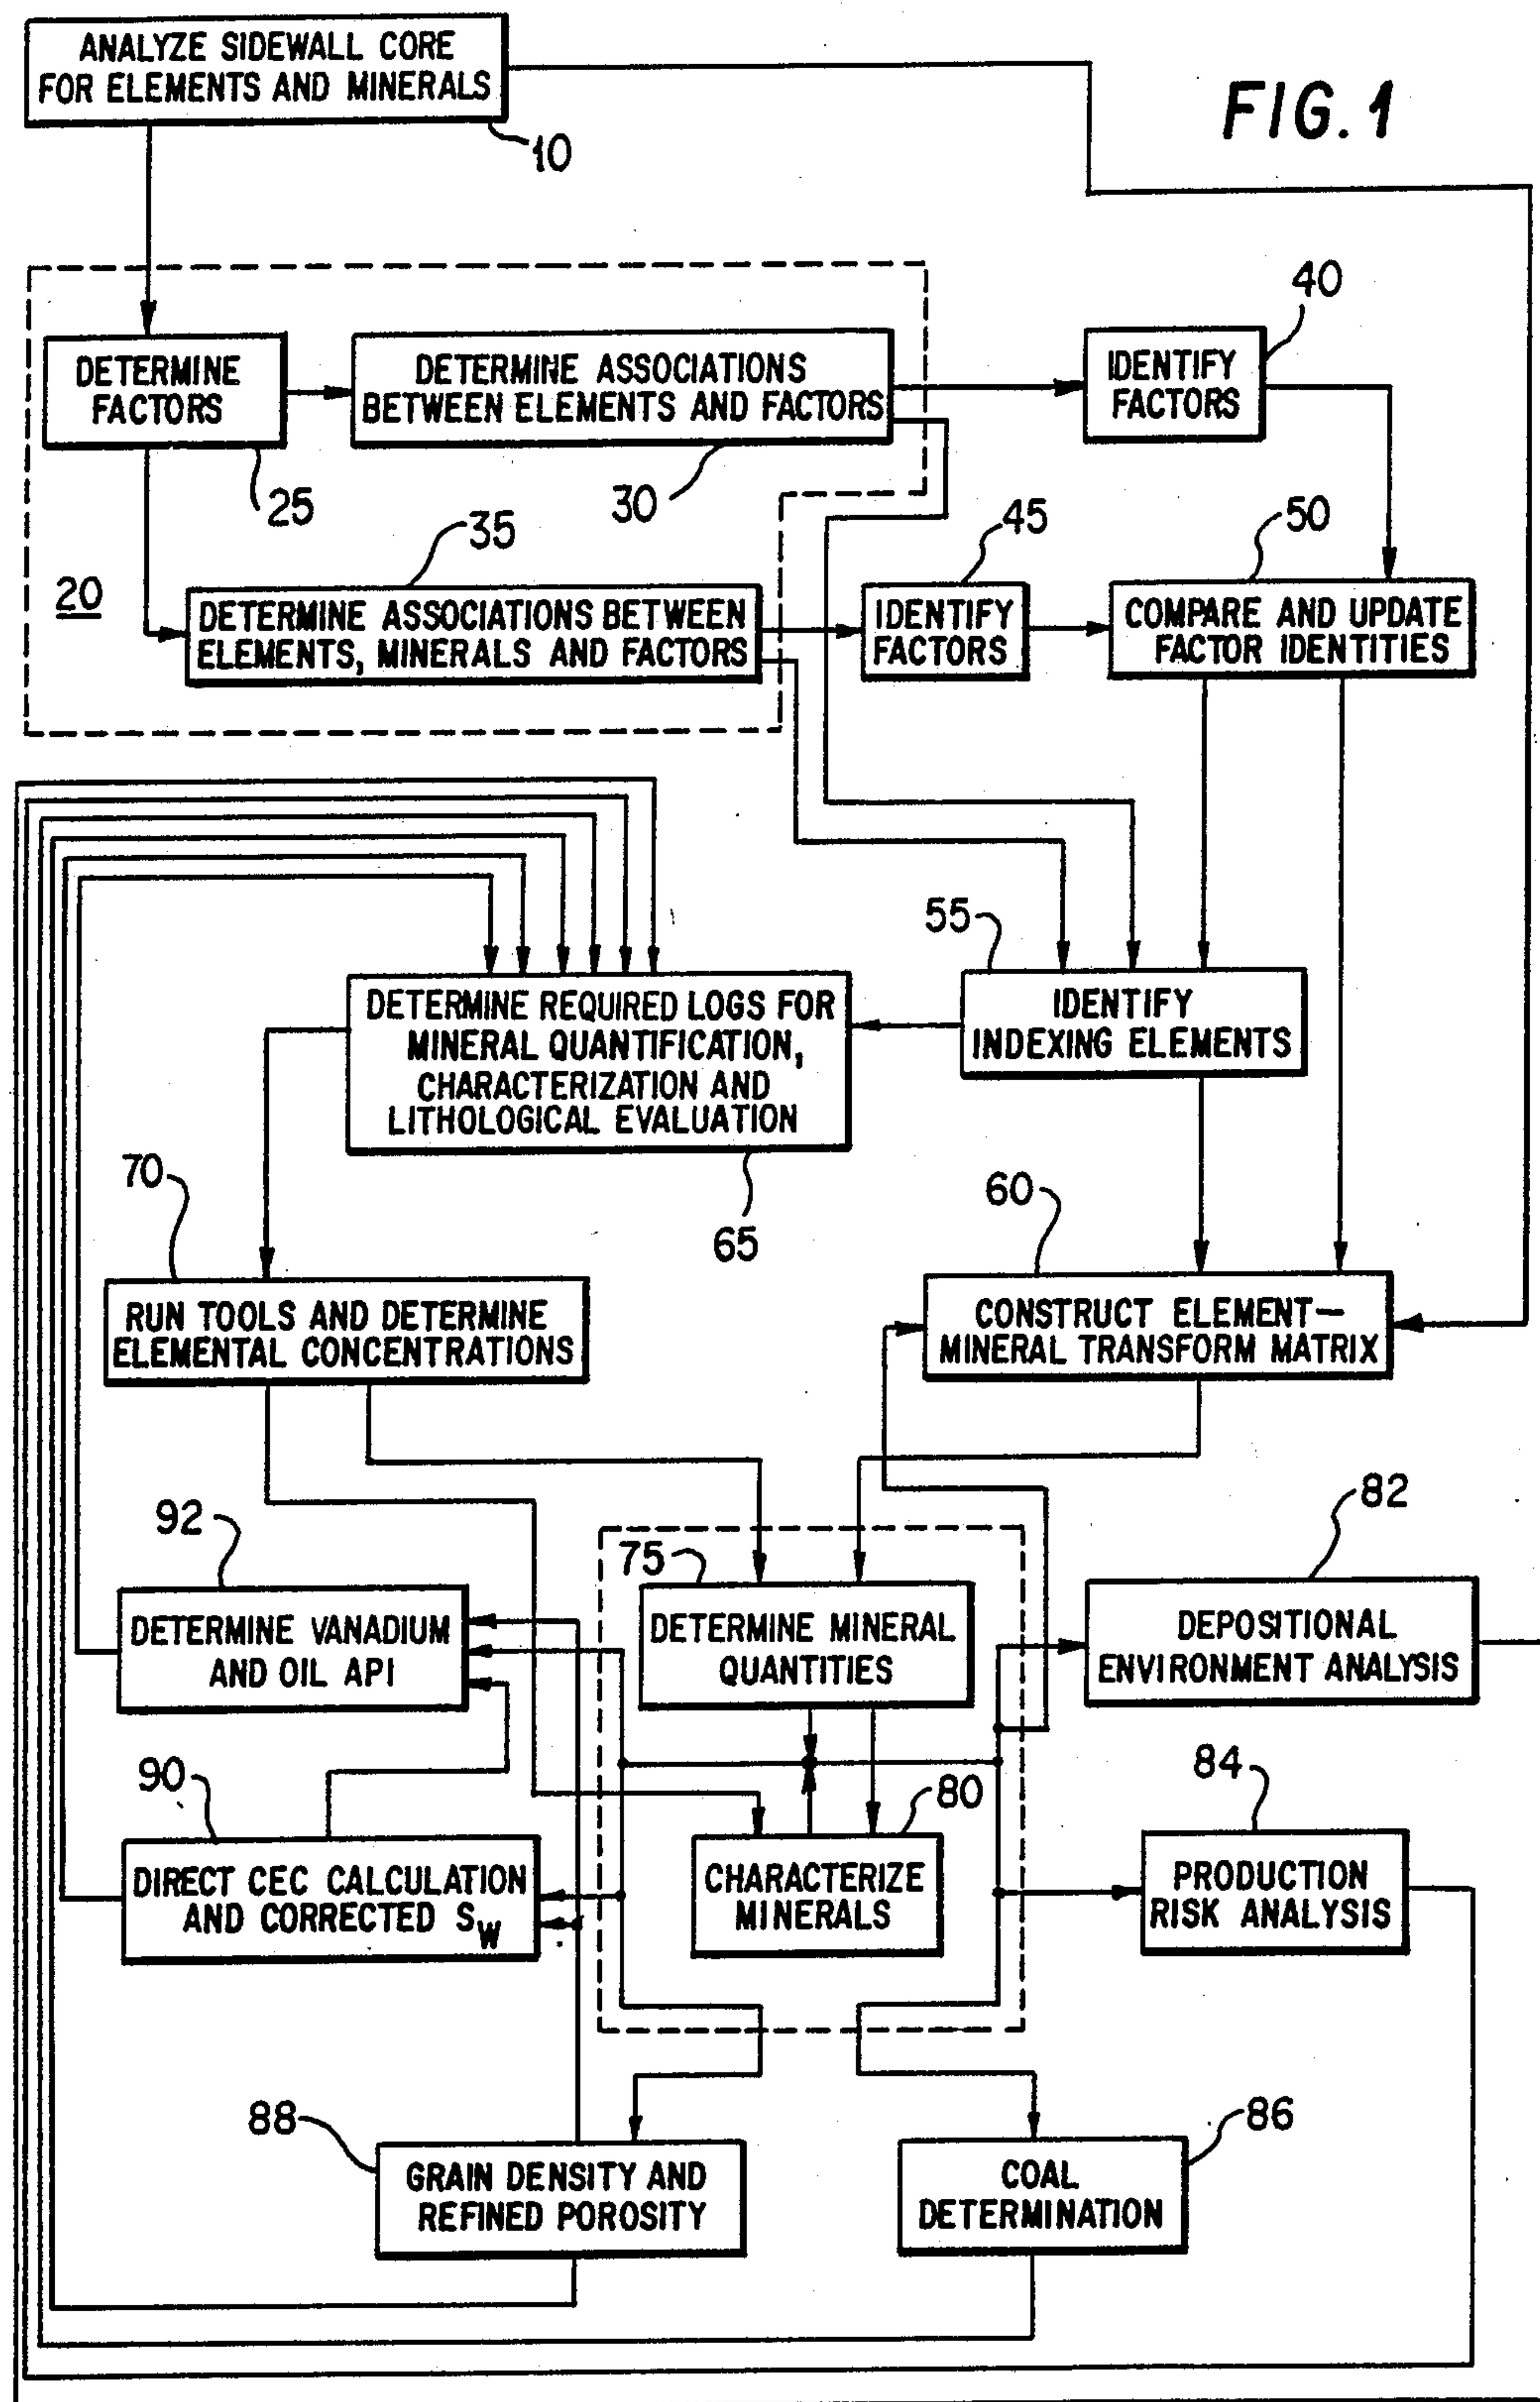 ANALYZE SIDEWALL CORE
FOR ELEMENTS AND MINERALS
10
FIG. 1
40
DETERMINE
FACTORS
25
DETERMINE ASSOCIATIONS
BETWEEN ELEMENTS AND FACTORS
30
IDENTIFY
FACTORS
20
35
DETERMINE ASSOCIATIONS BETWEEN
ELEMENTS, MINERALS AND FACTORS
45
IDENTIFY
FACTORS
50
COMPARE AND UPDATE
FACTOR IDENTITIES
55
IDENTIFY
INDEXING ELEMENTS
DETERMINE REQUIRED LOGS FOR
MINERAL QUANTIFICATION,
CHARACTERIZATION AND
LITHOLOGICAL EVALUATION
65
70
RUN TOOLS AND DETERMINE
ELEMENTAL CONCENTRATIONS
60
CONSTRUCT ELEMENT—
MINERAL TRANSFORM MATRIX
92
DETERMINE VANADIUM
AND OIL API
75
DETERMINE MINERAL
QUANTITIES
82
DEPOSITIONAL
ENVIRONMENT ANALYSIS
90
DIRECT CEC CALCULATION
AND CORRECTED SW
80
CHARACTERIZE
MINERALS
84
PRODUCTION
RISK ANALYSIS
88
GRAIN DENSITY AND
REFINED POROSITY
86
COAL
DETERMINATION